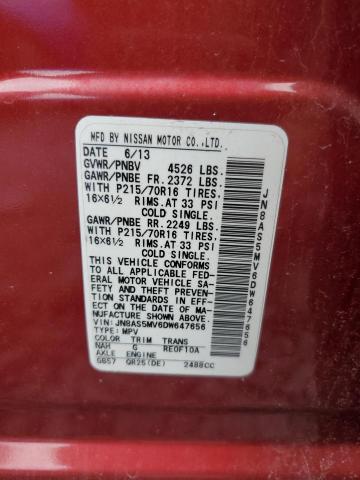 MFD BY NISSAN MOTOR CO.,LTD.
DATE 6/13
GVWR/PNBV 4526 LBS.
GAWR/PNBE FR. 2372 LBS.
WITH P215/70R16 TIRES,
16×6½ RIMS.AT 33 PSI
COLD SINGLE.
GAWR/PNBE RR. 2249 LBS.
WITH P215/70R16 TIRES,
16×6½ RIMS.AT 33 PSI
COLD SINGLE.
THIS VEHICLE CONFORMS
TO ALL APPLICABLE FED-
ERAL MOTOR VEHICLE SA-
FETY AND THEFT PREVEN-
TION STANDARDS IN EFF-
ECT ON THE DATE OF MA-
NUFACTURE SHOWN ABOVE.
VIN:JN8AS5MV6DW647656
TYPE:MPV
COLOR TRIM TRANS
NAH G RE0F10A
AXLE ENGINE
GB57 QR25(DE) 2488CC
JN8AS5MV6DW647656